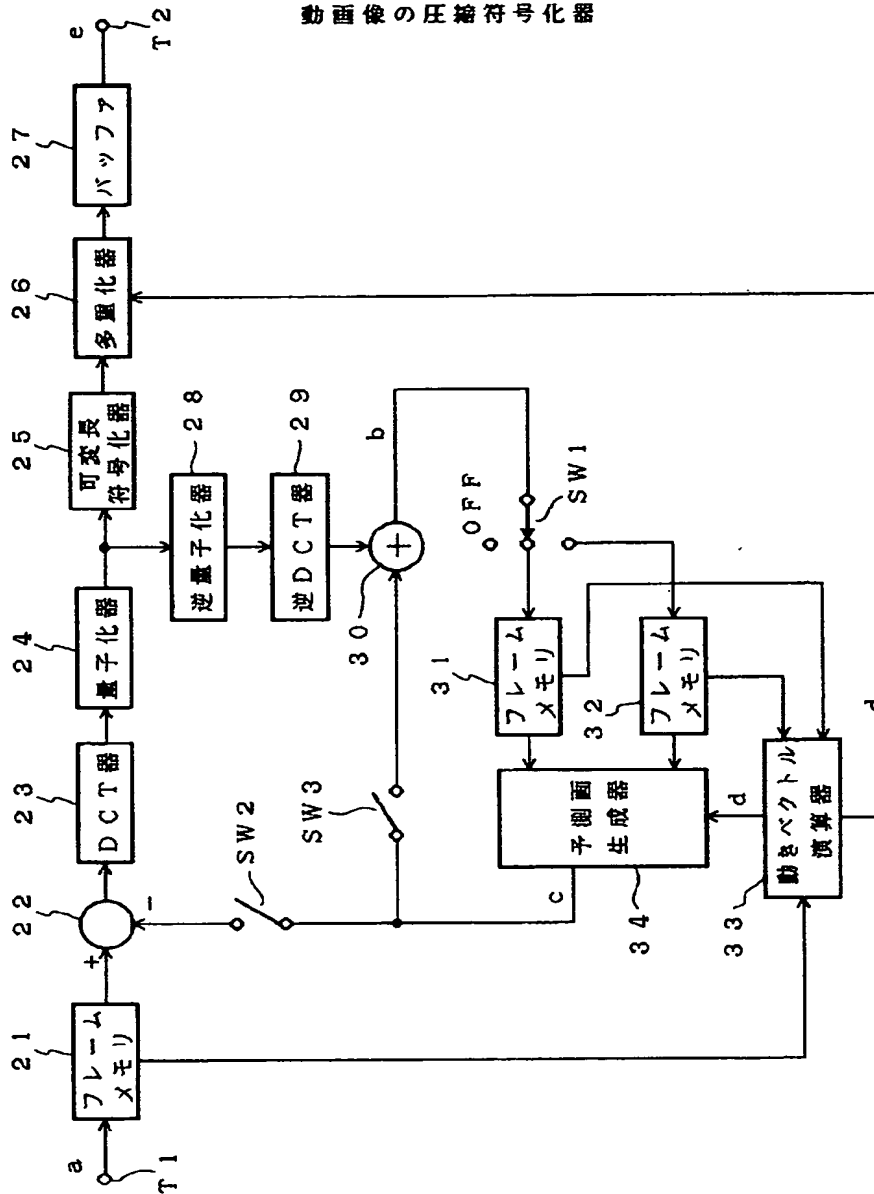 動画像の圧縮符号化器
a
T1
21
フレーム
メモリ
+
-
22
23
DCT器
24
量子化器
25
可変長
符号化器
26
多重化器
27
バッファ
e
T2
28
逆量子化器
29
逆DCT器
30
+
b
SW2
SW3
OFF
SW1
31
フレーム
メモリ
32
フレーム
メモリ
c
34
予測画
生成器
d
33
動きベクトル
演算器
d